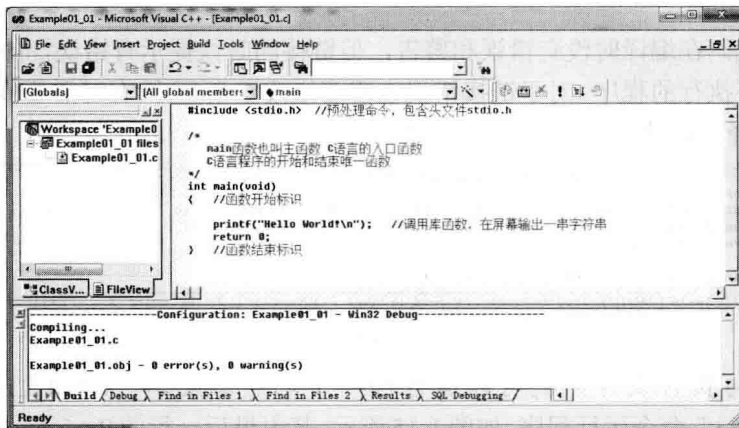 Example01_01 - Microsoft Visual C++ - [Example01_01.c]
File Edit View Insert Project Build Tools Window Help
(Globals) [All global members main
Workspace 'Example0
Example01_01 files
Example01_01.c
ClassV... FileView
#include <stdio.h> //预处理命令，包含头文件stdio.h
/*
main函数也叫主函数 C语言的入口函数
C语言程序的开始和结束唯一函数
*/
int main(void)
{ //函数开始标识
printf("Hello World!\n"); //调用库函数，在屏幕输出一串字符串
return 0;
} //函数结束标识
--------------------Configuration: Example01_01 - Win32 Debug--------------------
Compiling...
Example01_01.c
Example01_01.obj - 0 error(s), 0 warning(s)
Build Debug Find in Files 1 Find in Files 2 Results SQL Debugging
Ready